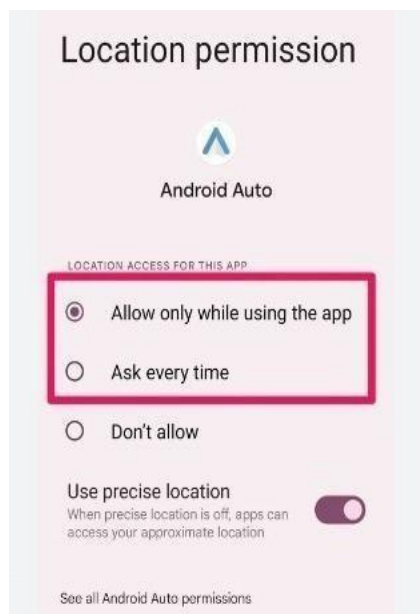 Location permission
Android Auto
LOCATION ACCESS FOR THIS APP
Allow only while using the app
Ask every time
Don't allow
Use precise location
When precise location is off, apps can
access your approximate location
See all Android Auto permissions